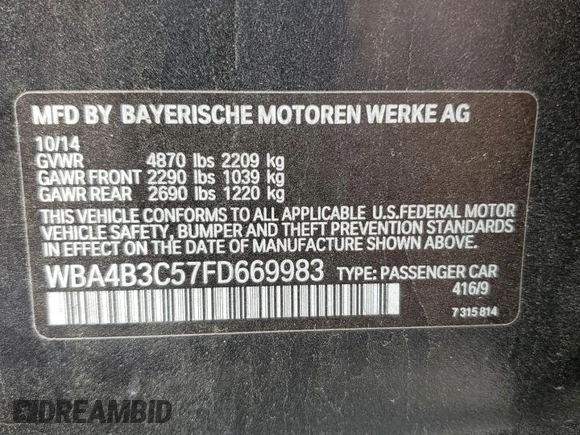 MFD BY BAYERISCHE MOTOREN WERKE AG
10/14
GVWR 4870 lbs 2209 kg
GAWR FRONT 2290 lbs 1039 kg
GAWR REAR 2690 lbs 1220 kg
THIS VEHICLE CONFORMS TO ALL APPLICABLE U.S.FEDERAL MOTOR
VEHICLE SAFETY, BUMPER AND THEFT PREVENTION STANDARDS
IN EFFECT ON THE DATE OF MANUFACTURE SHOWN ABOVE.
WBA4B3C57FD669983 TYPE: PASSENGER CAR
416/9
7 315 814
DREAMBID